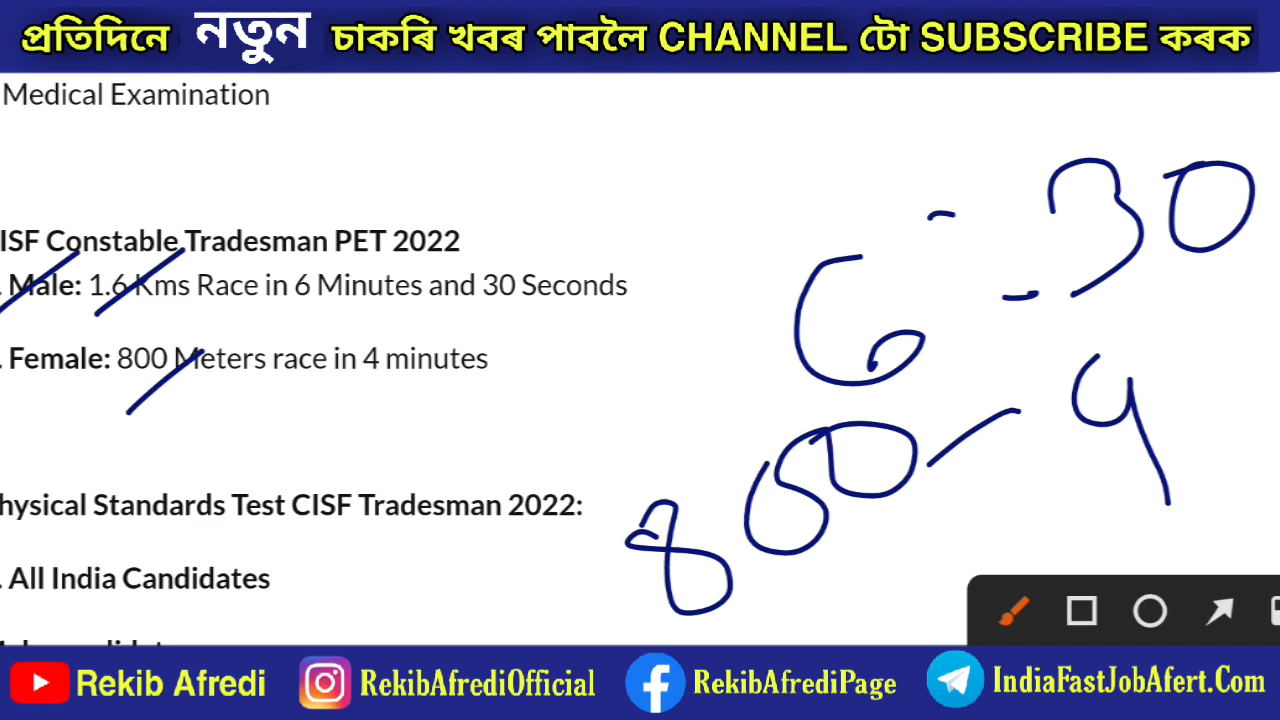 প্ৰতিদিনে নতুন চাকৰি খবৰ পাবলৈ CHANNEL টো SUBSCRIBE কৰক
Medical Examination
ISF Constable Tradesman PET 2022
. Male: 1.6 Kms Race in 6 Minutes and 30 Seconds
6 - 30
. Female: 800 Meters race in 4 minutes
800 - 4
hysical Standards Test CISF Tradesman 2022:
. All India Candidates
Rekib Afredi RekibAfrediOfficial RekibAfrediPage IndiaFastJobAfert.Com